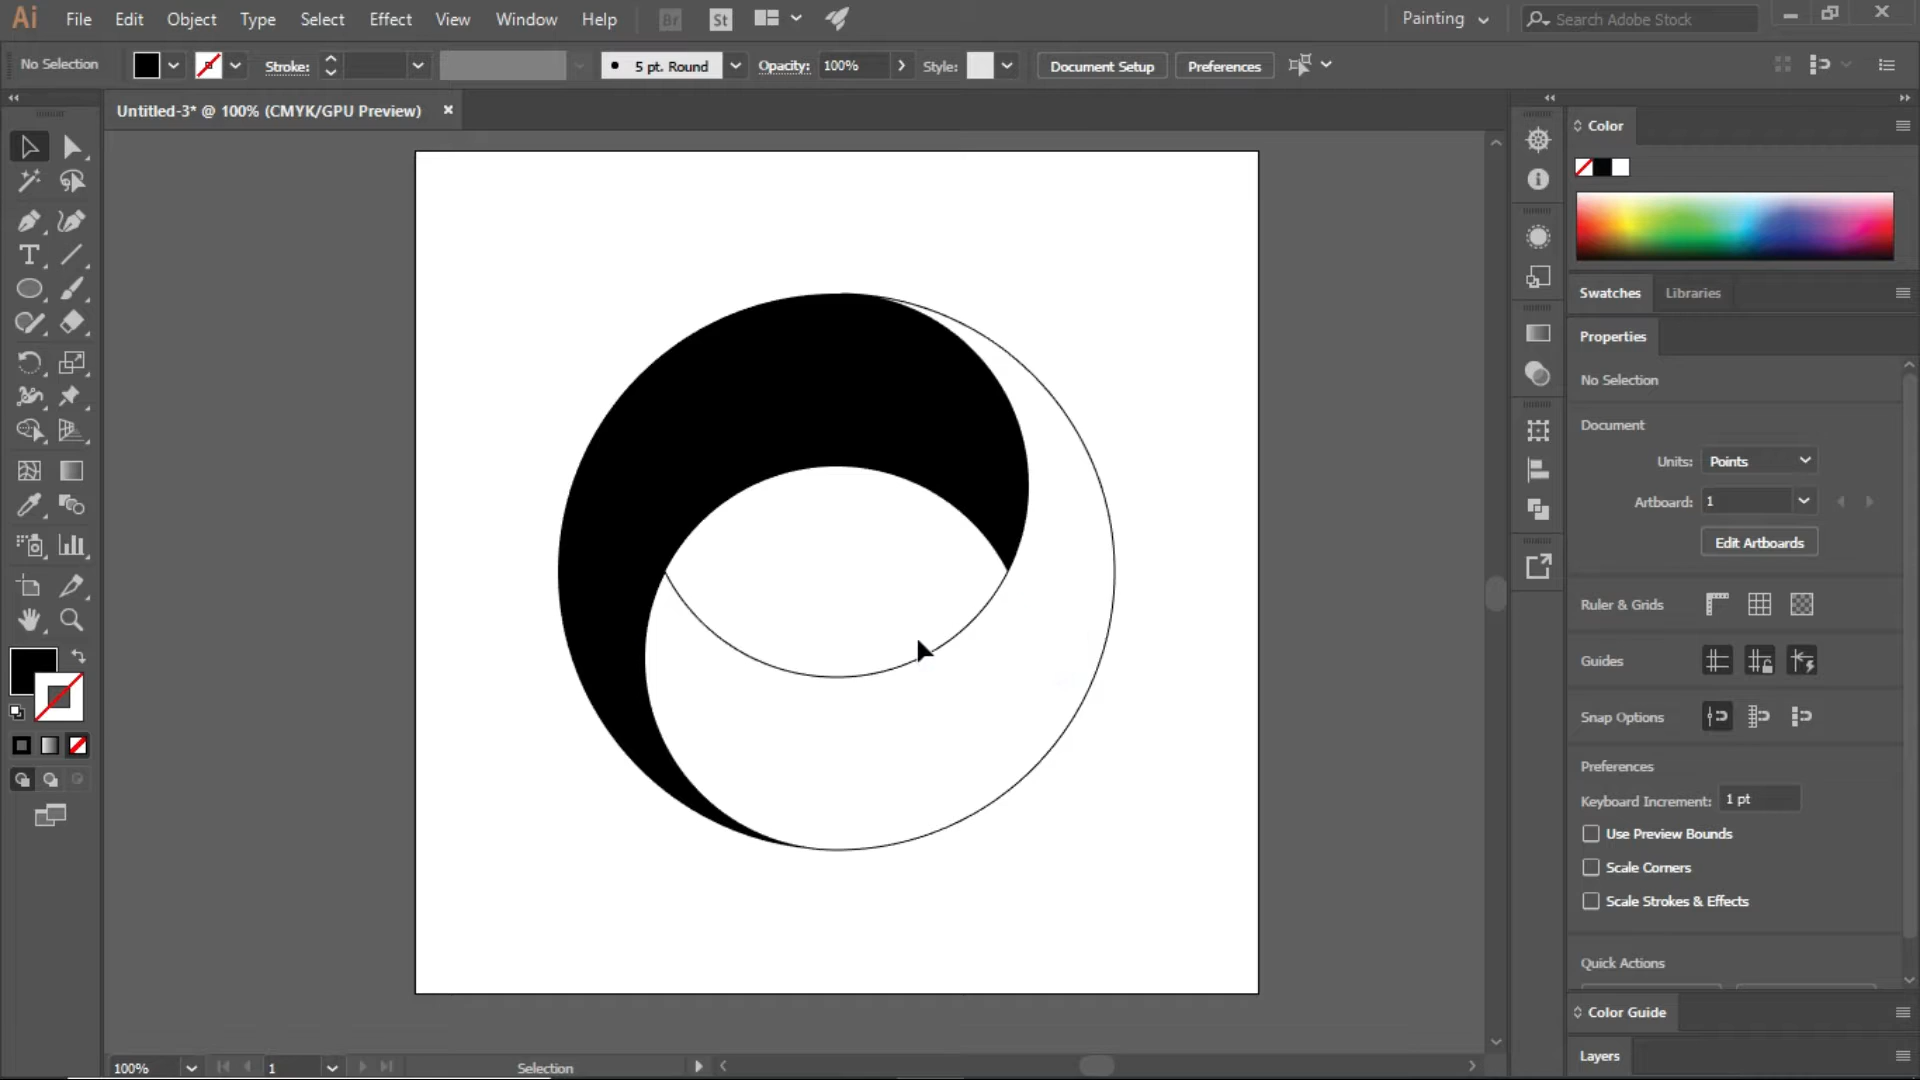 Ai File Edit Object Type Select Effect View Window Help Br St Painting Search Adobe Stock
No Selection Stroke: 5 pt. Round Opacity: 100% Style: Document Setup Preferences
Untitled-3* @ 100% (CMYK/GPU Preview)
Color
Swatches Libraries
Properties
No Selection
Document
Units: Points
Artboard: 1
Edit Artboards
Ruler & Grids
Guides
Snap Options
Preferences
Keyboard Increment: 1 pt
Use Preview Bounds
Scale Corners
Scale Strokes & Effects
Quick Actions
Color Guide
Layers
100% 1 Selection